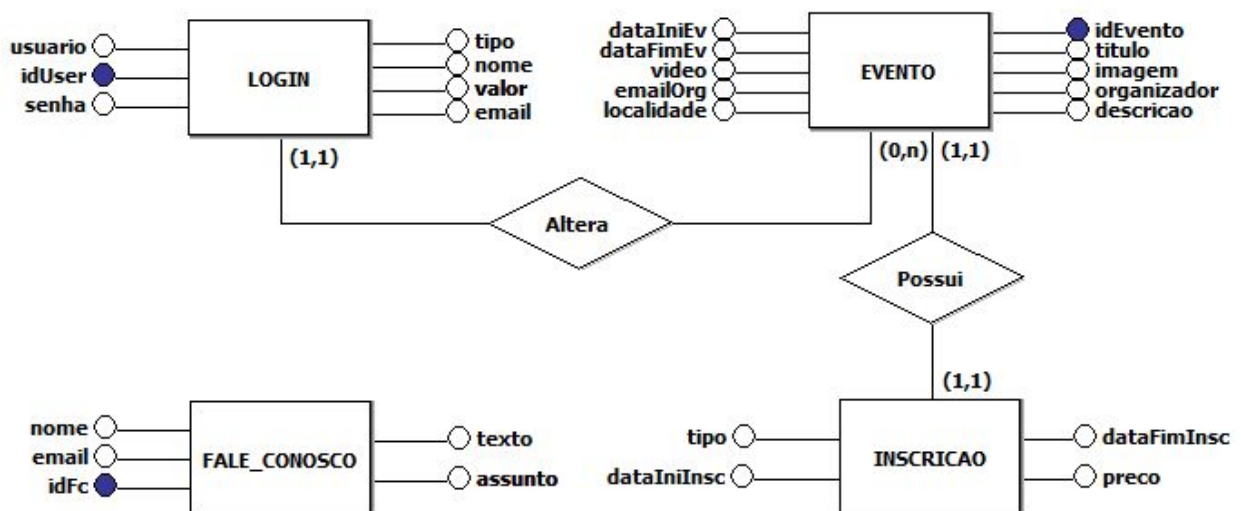 usuario
idUser
senha
LOGIN
tipo
nome
valor
email
(1,1)
dataIniEv
dataFimEv
video
emailOrg
localidade
EVENTO
idEvento
titulo
imagem
organizador
descricao
(0,n)
(1,1)
Altera
Possui
(1,1)
nome
email
idFc
FALE_CONOSCO
texto
assunto
tipo
dataIniInsc
INSCRICAO
dataFimInsc
preco